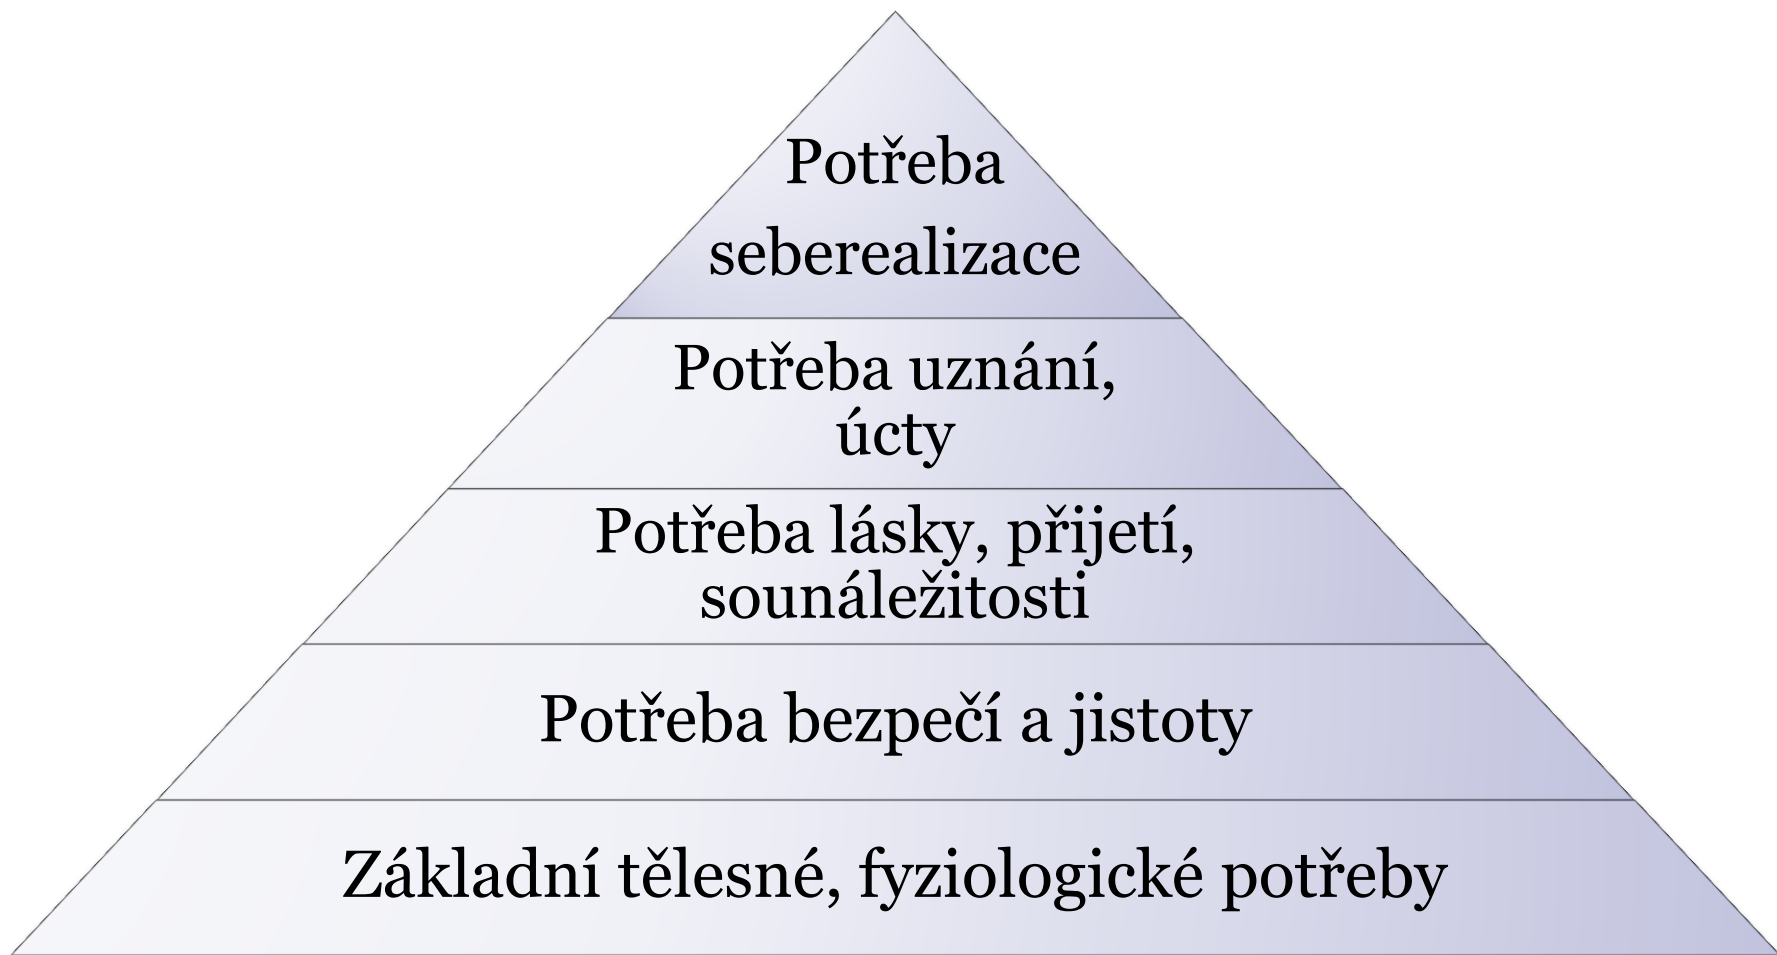 Potřeba
seberealizace
Potřeba uznání,
úcty
Potřeba lásky, přijetí,
sounáležitosti
Potřeba bezpečí a jistoty
Základní tělesné, fyziologické potřeby